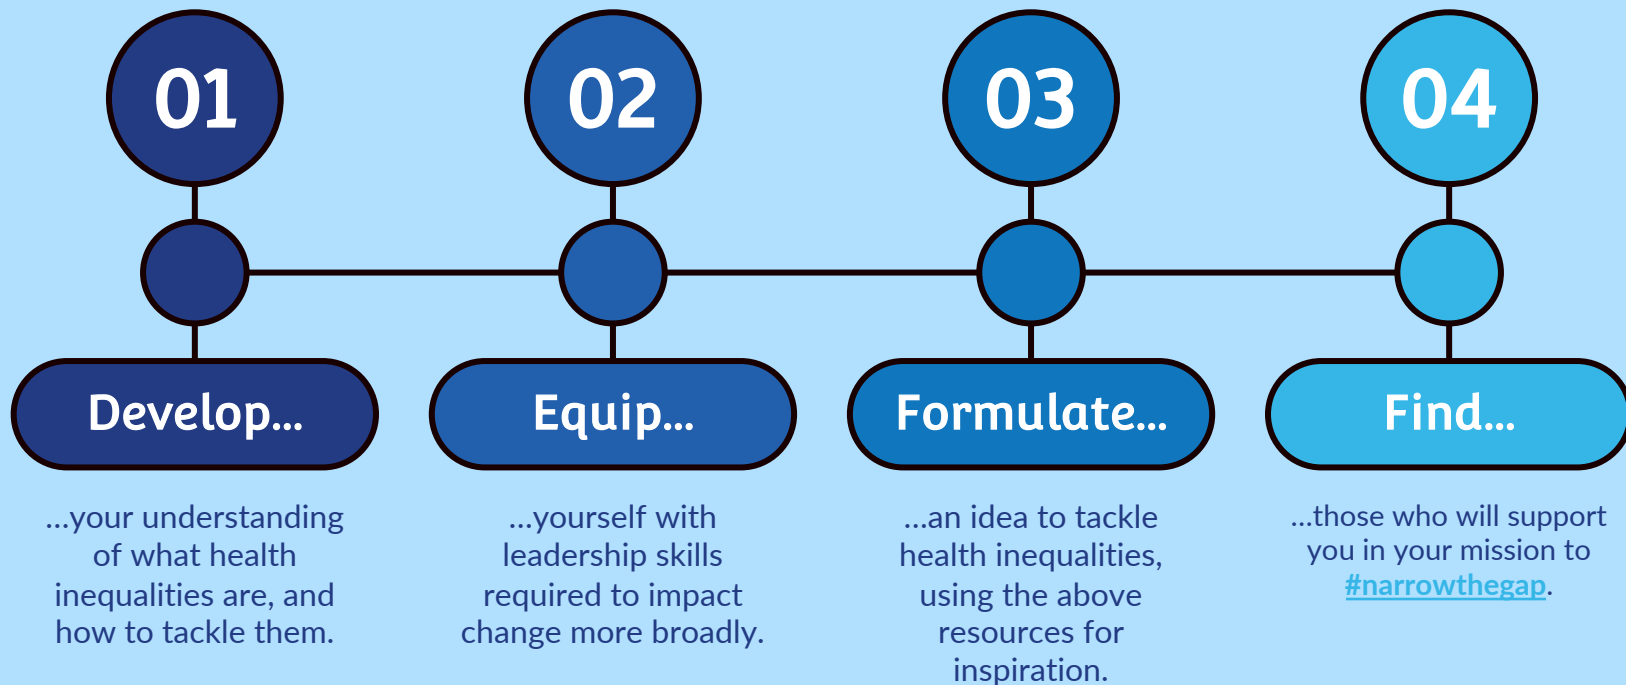 01
02
03
04
Develop...
Equip...
Formulate...
Find...
...your understanding
of what health
inequalities are, and
how to tackle them.
...yourself with
leadership skills
required to impact
change more broadly.
...an idea to tackle
health inequalities,
using the above
resources for
inspiration.
...those who will support
you in your mission to
#narrowthegap.